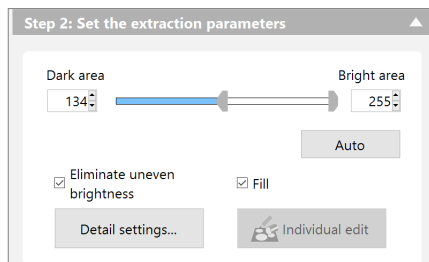 Step 2: Set the extraction parameters
Dark area
Bright area
134
255
Auto
Eliminate uneven
brightness
Fill
Detail settings...
Individual edit